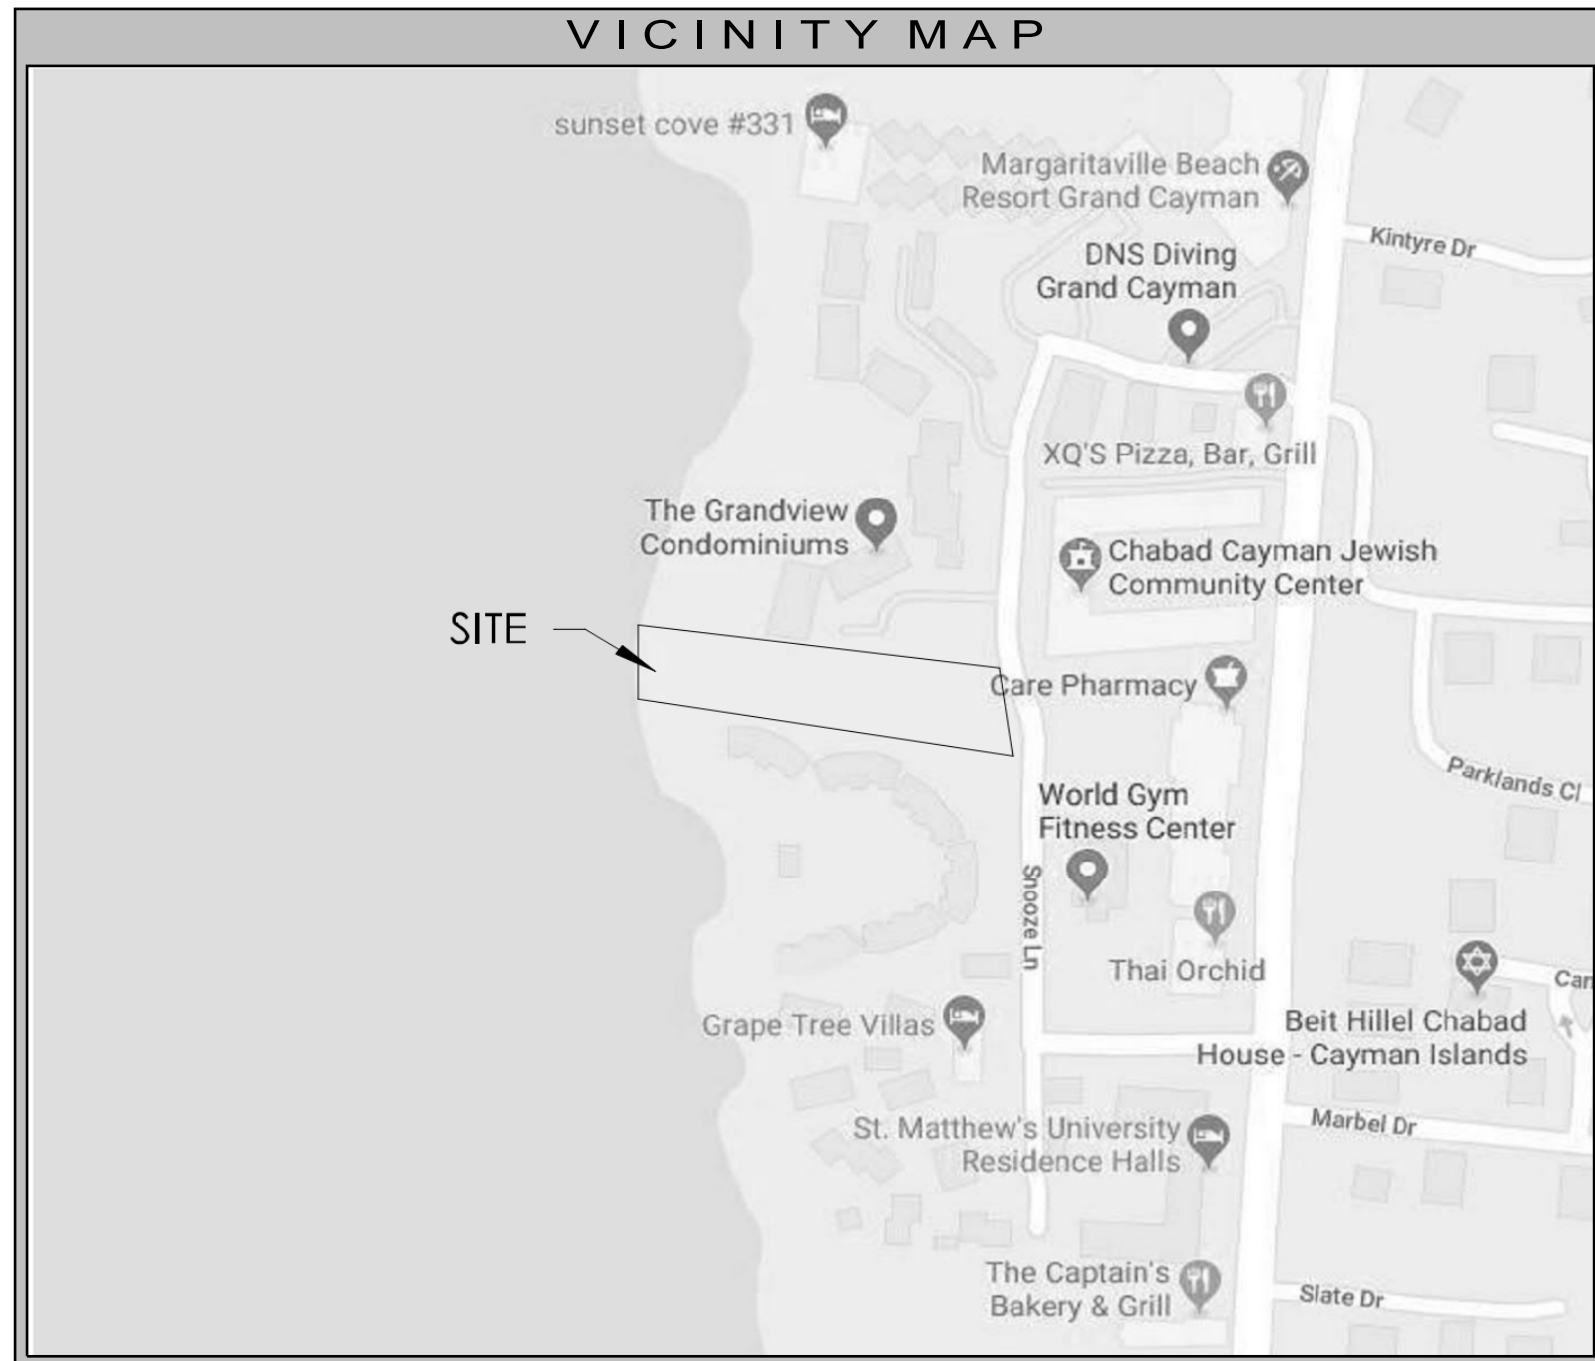 VICINITY MAP
sunset cove #331
Margaritaville Beach
Resort Grand Cayman
Kintyre Dr
DNS Diving
Grand Cayman
XQ'S Pizza, Bar, Grill
The Grandview
Condominiums
Chabad Cayman Jewish
Community Center
SITE
Care Pharmacy
Parklands Cl
World Gym
Fitness Center
Snooze Ln
Thai Orchid
Can
Grape Tree Villas
Beit Hillel Chabad
House - Cayman Islands
St. Matthew's University
Residence Halls
Marbel Dr
The Captain's
Bakery & Grill
Slate Dr